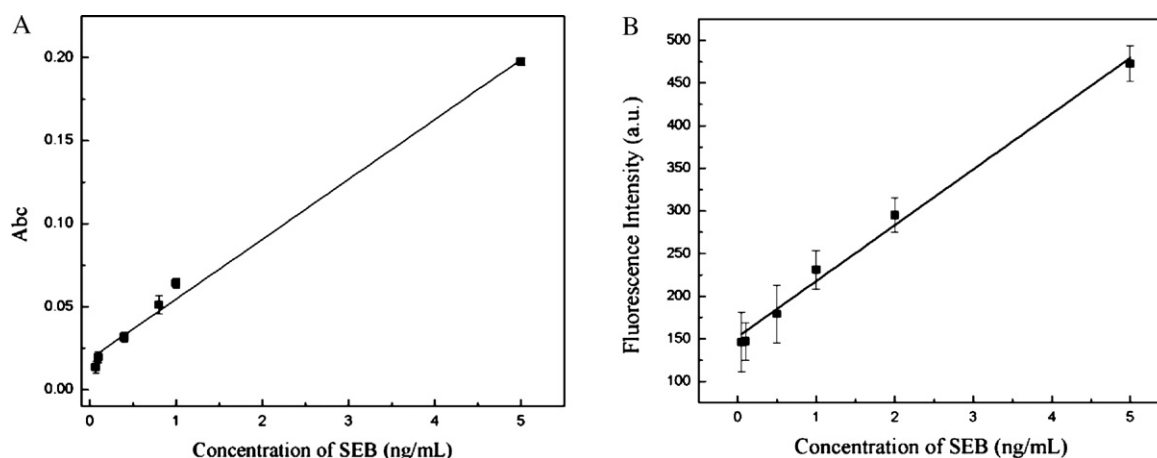 A
0.20
0.15
0.10
0.05
0.00
Abc
0 1 2 3 4 5
Concentration of SEB (ng/mL)
B
500
450
400
350
300
250
200
150
100
Fluorescence Intensity (a.u.)
0 1 2 3 4 5
Concentration of SEB (ng/mL)